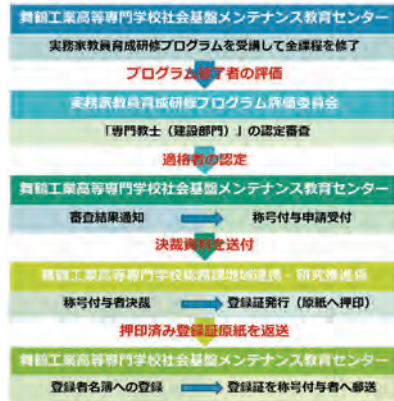 舞鶴工業高等専門学校社会基盤メンテナンス教育センター
実務家教員育成研修プログラムを受講して全課程を修了
プログラム修了者の評価
実務家教員育成研修プログラム評価委員会
「専門教士（建設部門）」の認定審査
適格者の認定
舞鶴工業高等専門学校社会基盤メンテナンス教育センター
審査結果通知 称号付与申請受付
決裁資料を送付
舞鶴工業高等専門学校総務課地域連携・研究推進係
称号付与者決裁 登録証発行（原紙へ押印）
押印済み登録証原紙を返送
舞鶴工業高等専門学校社会基盤メンテナンス教育センター
登録者名簿への登録 登録証を称号付与者へ郵送